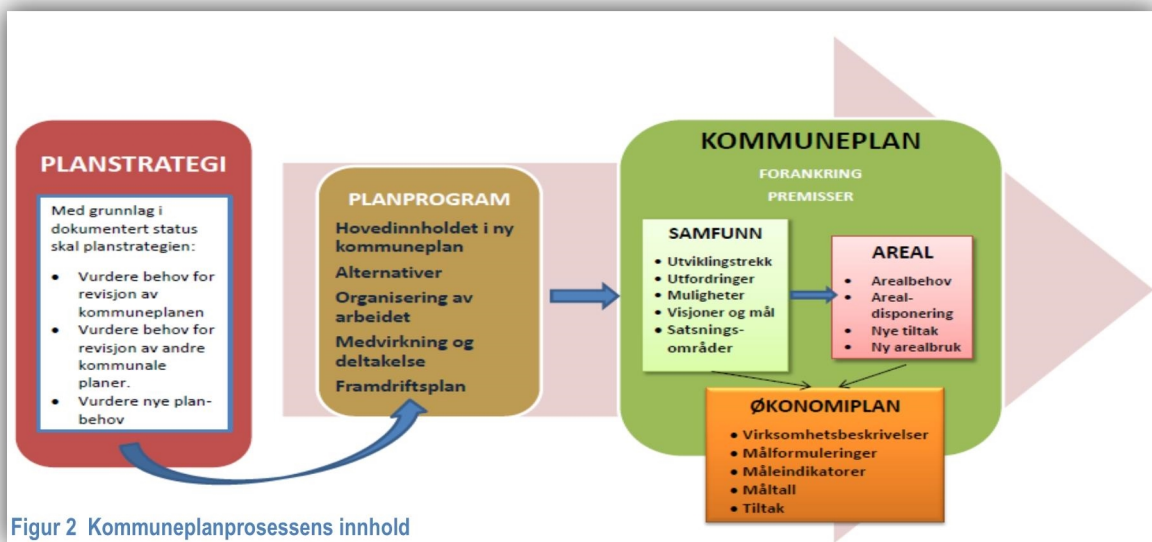 PLANSTRATEGI
Med grunnlag i
dokumentert status
skal planstrategien:
• Vurdere behov for
revisjon av
kommuneplanen
• Vurdere behov for
revisjon av andre
kommunale
planer.
• Vurdere nye plan-
behov
PLANPROGRAM
Hovedinnholdet i ny
kommuneplan
Alternativer
Organisering av
arbeidet
Medvirkning og
deltakelse
Framdriftsplan
KOMMUNEPLAN
FORANKRING
PREMISSER
SAMFUNN
• Utviklingstrekk
• Utfordringer
• Muligheter
• Visjoner og mål
• Satsnings-
områder
AREAL
• Arealbehov
• Areal-
disponering
• Nye tiltak
• Ny arealbruk
ØKONOMIPLAN
• Virksomhetsbeskrivelser
• Målformuleringer
• Måleindikatorer
• Måltall
• Tiltak
Figur 2 Kommuneplanprosessens innhold